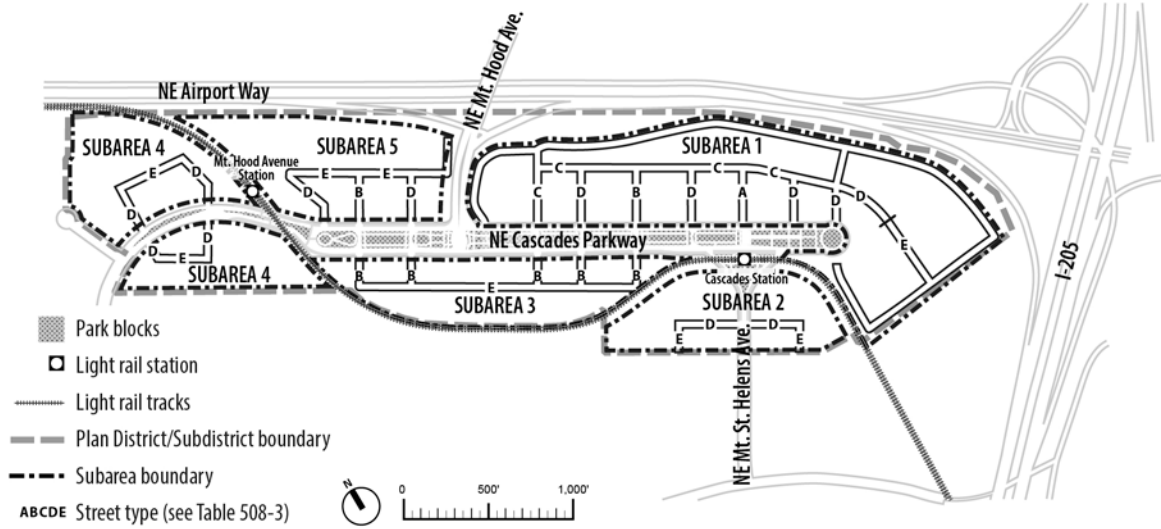 NE Airport Way
NE Mt. Hood Ave.
SUBAREA 4
Mt. Hood Avenue
Station
SUBAREA 5
SUBAREA 1
E
D
D
E
E
D
B
D
C
C
C
D
B
D
A
D
D
D
E
NE Cascades Parkway
D
D
E
SUBAREA 4
B
B
B
B
B
E
SUBAREA 3
Cascades Station
SUBAREA 2
D
D
E
E
NE Mt. St. Helens Ave.
I-205
Park blocks
Light rail station
Light rail tracks
Plan District/Subdistrict boundary
Subarea boundary
ABCDE Street type (see Table 508-3)
N
0 500' 1,000'